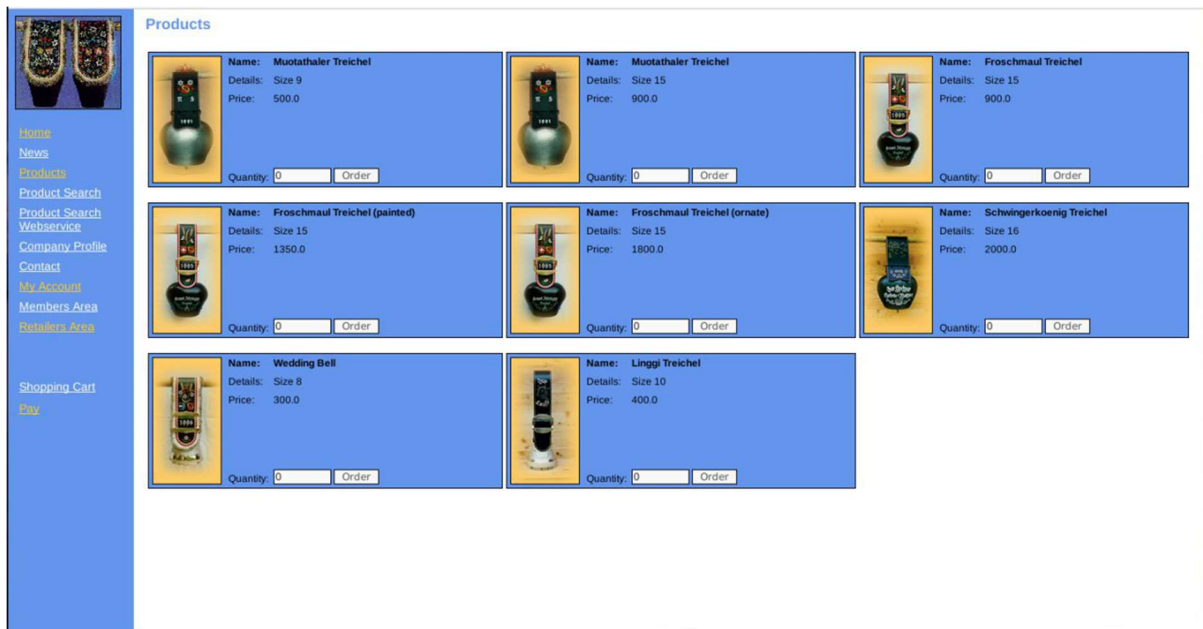 Products
Home
News
Products
Product Search
Product Search
Webservice
Company Profile
Contact
My Account
Members Area
Retailers Area
Shopping Cart
Pay
Name: Muotathaler Treichel
Details: Size 9
Price: 500.0
Quantity: 0 Order
Name: Muotathaler Treichel
Details: Size 15
Price: 900.0
Quantity: 0 Order
Name: Froschmaul Treichel
Details: Size 15
Price: 900.0
Quantity: 0 Order
Name: Froschmaul Treichel (painted)
Details: Size 15
Price: 1350.0
Quantity: 0 Order
Name: Froschmaul Treichel (ornate)
Details: Size 15
Price: 1800.0
Quantity: 0 Order
Name: Schwingerkoenig Treichel
Details: Size 16
Price: 2000.0
Quantity: 0 Order
Name: Wedding Bell
Details: Size 8
Price: 300.0
Quantity: 0 Order
Name: Linggi Treichel
Details: Size 10
Price: 400.0
Quantity: 0 Order